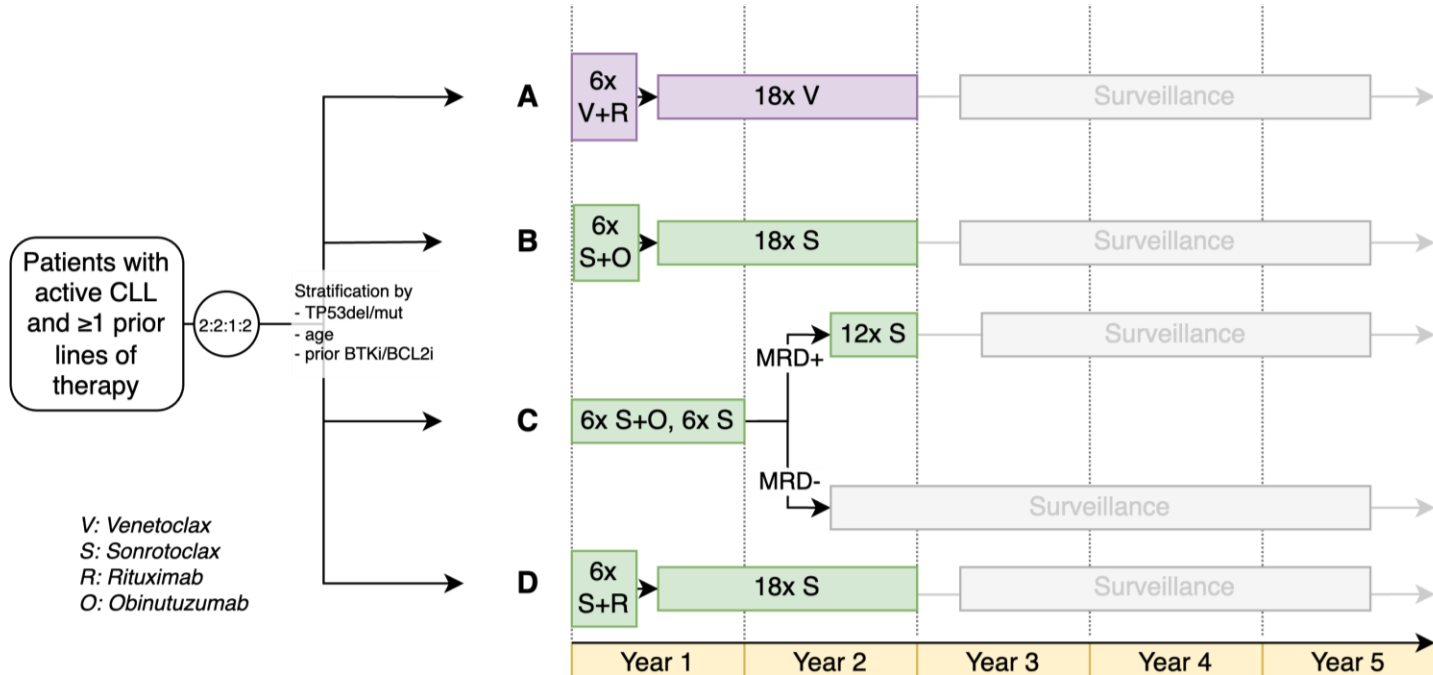 Patients with
active CLL
and ≥1 prior
lines of
therapy
2:2:1:2
Stratification by
- TP53del/mut
- age
- prior BTKi/BCL2i
A
6x
V+R
18x V
Surveillance
B
6x
S+O
18x S
Surveillance
C
6x S+O, 6x S
MRD+
12x S
Surveillance
MRD-
Surveillance
D
6x
S+R
18x S
Surveillance
V: Venetoclax
S: Sonrotoclax
R: Rituximab
O: Obinutuzumab
Year 1
Year 2
Year 3
Year 4
Year 5